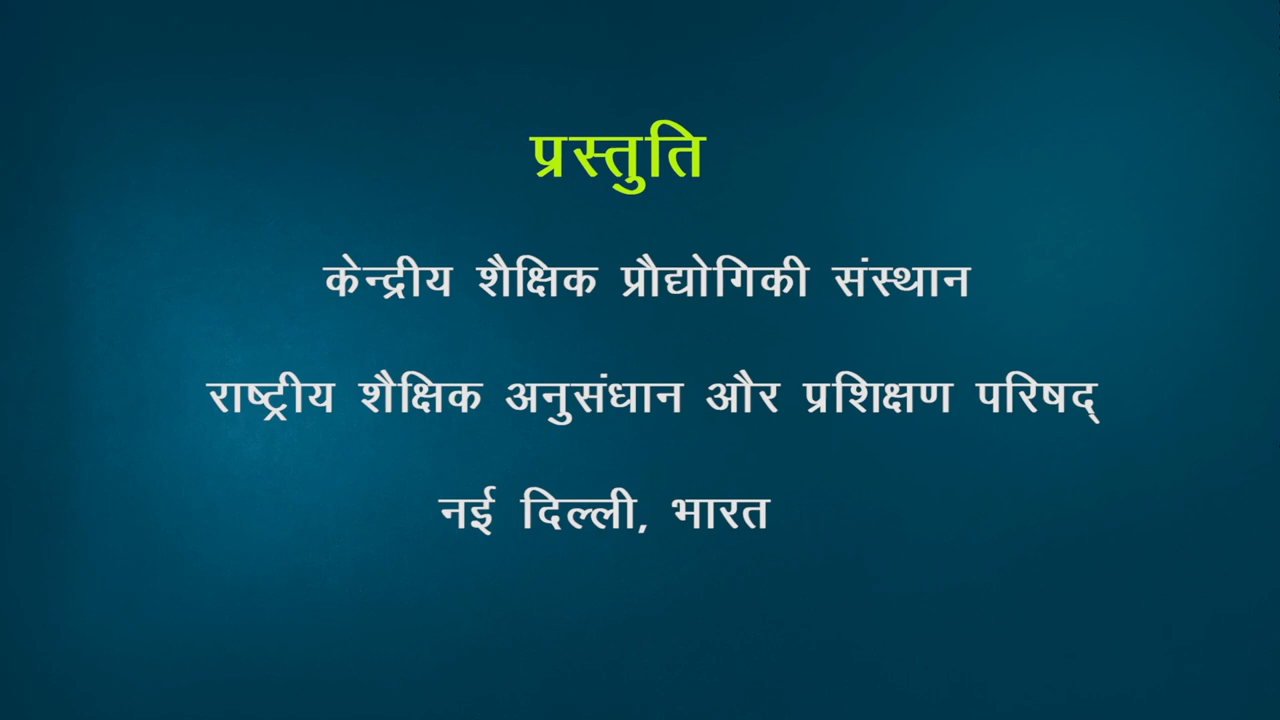 प्रस्तुति
केन्द्रीय शैक्षिक प्रौद्योगिकी संस्थान
राष्ट्रीय शैक्षिक अनुसंधान और प्रशिक्षण परिषद्
नई दिल्ली, भारत